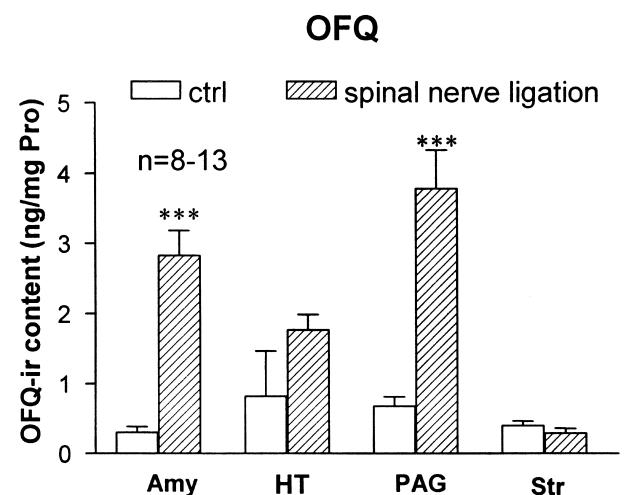 OFQ
ctrl
spinal nerve ligation
n=8-13
***
***
OFQ-ir content (ng/mg Pro)
5
4
3
2
1
0
Amy HT PAG Str